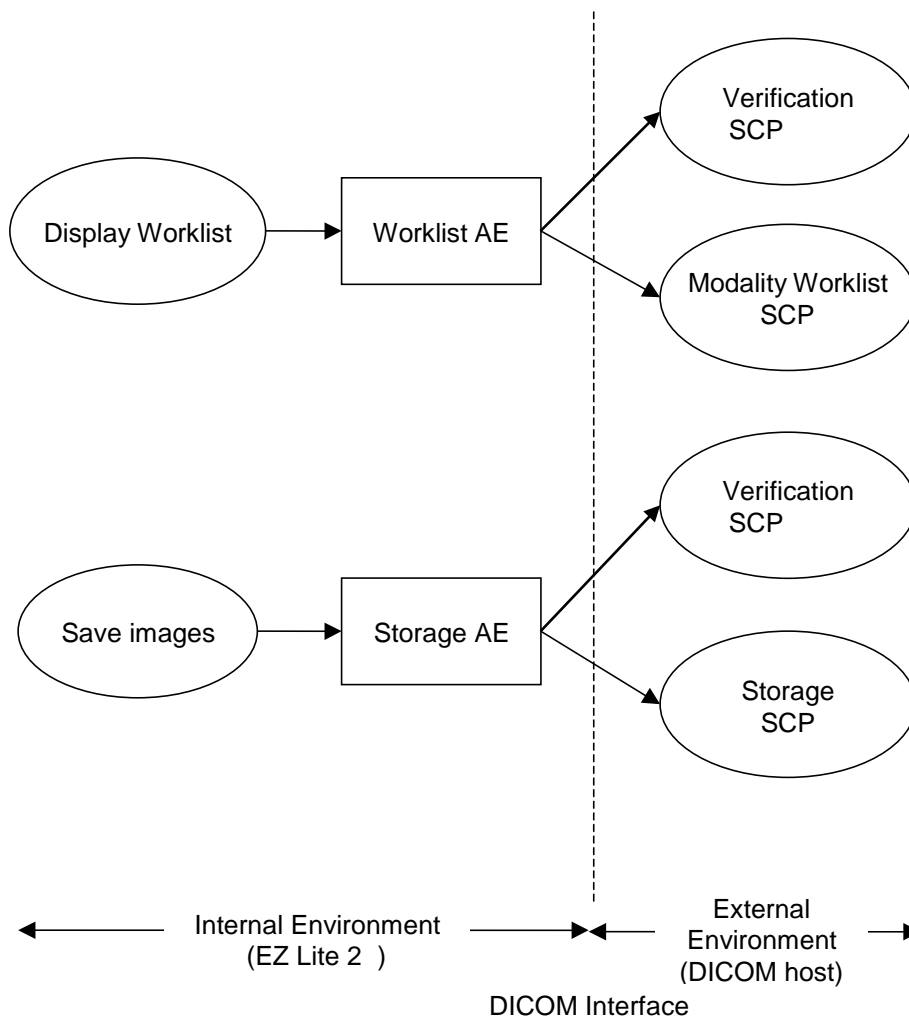 Verification
SCP
Display Worklist
Worklist AE
Modality Worklist
SCP
Verification
SCP
Save images
Storage AE
Storage
SCP
Internal Environment
(EZ Lite 2 )
External
Environment
(DICOM host)
DICOM Interface